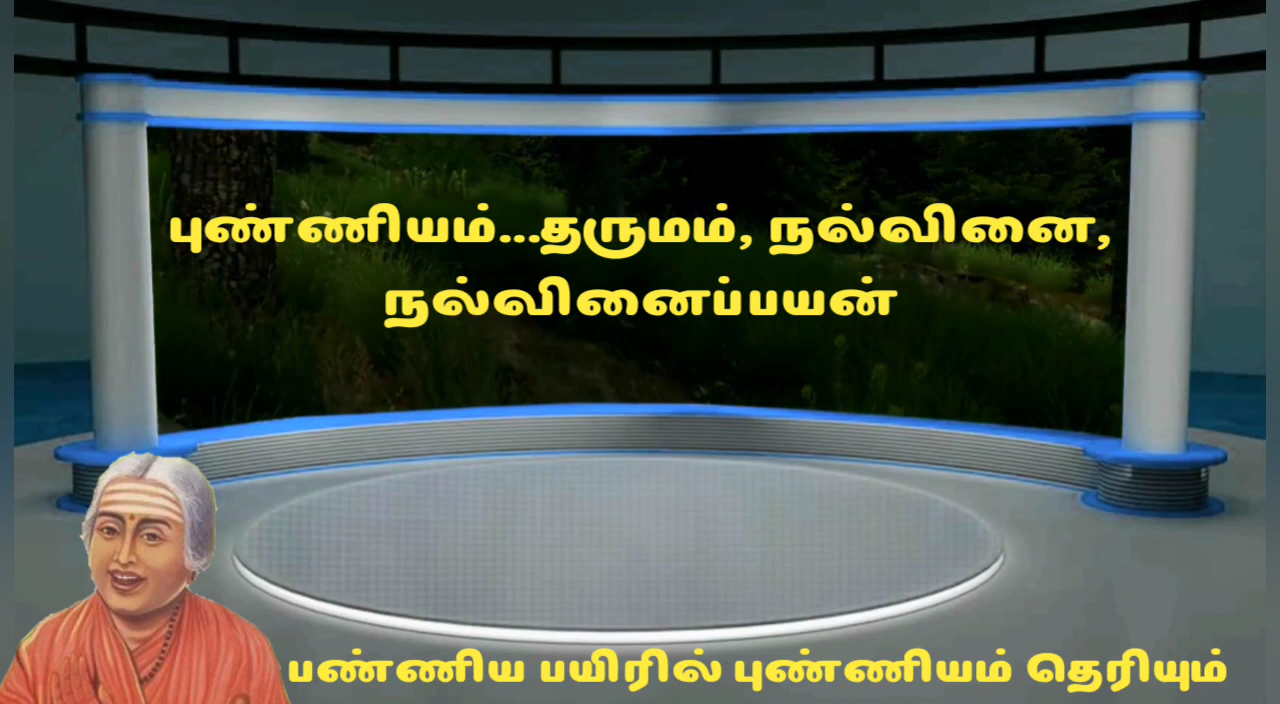 புண்ணியம்...தருமம், நல்வினை,
நல்வினைப்பயன்
பண்ணிய பயிரில் புண்ணியம் தெரியும்